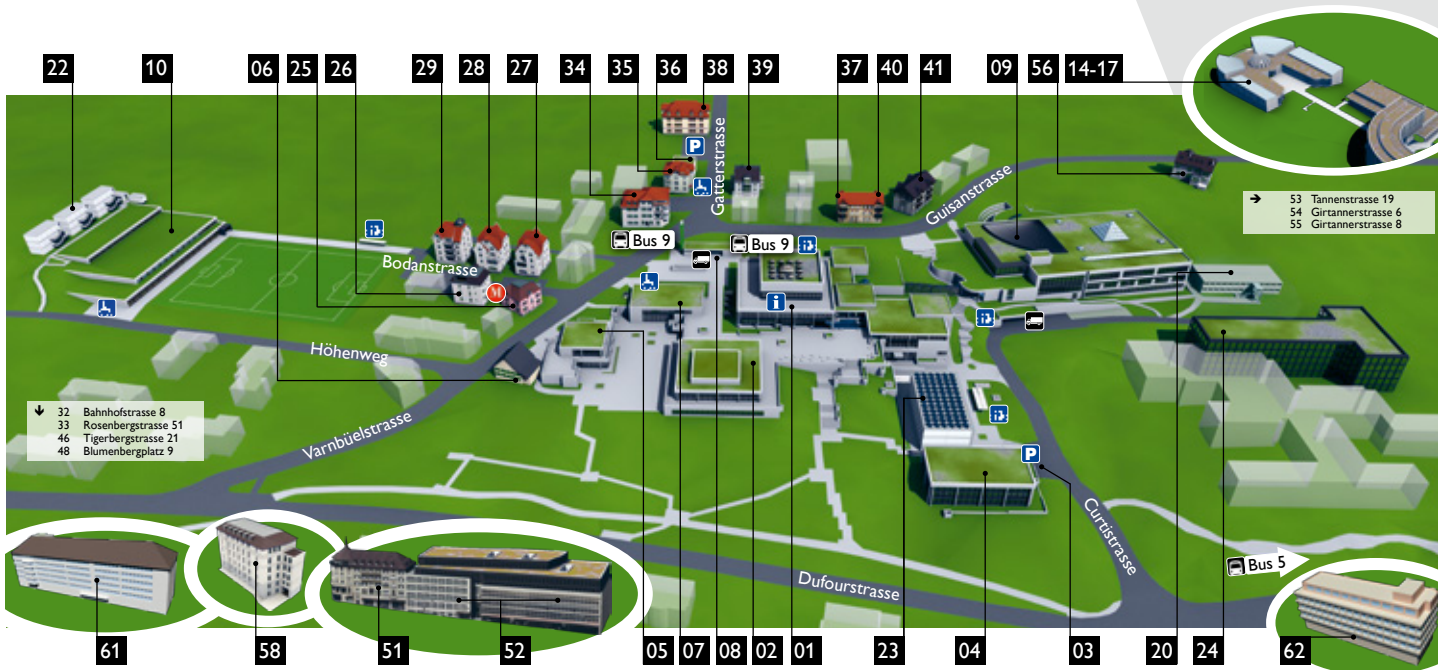 22 10 06 25 26 29 28 27 34 35 36 38 39 37 40 41 09 56 14-17
P
Gatterstrasse
Guisanstrasse
→ 53 Tannenstrasse 19
54 Girtannerstrasse 6
55 Girtannerstrasse 8
Bus 9
Bus 9
Bodanstrasse
M
i
Höhenweg
↓ 32 Bahnhofstrasse 8
33 Rosenbergstrasse 51
46 Tigerbergstrasse 21
48 Blumenbergplatz 9
Varnbüelstrasse
P
Curtistrasse
Dufourstrasse
Bus 5
61 58 51 52 05 07 08 02 01 23 04 03 20 24 62